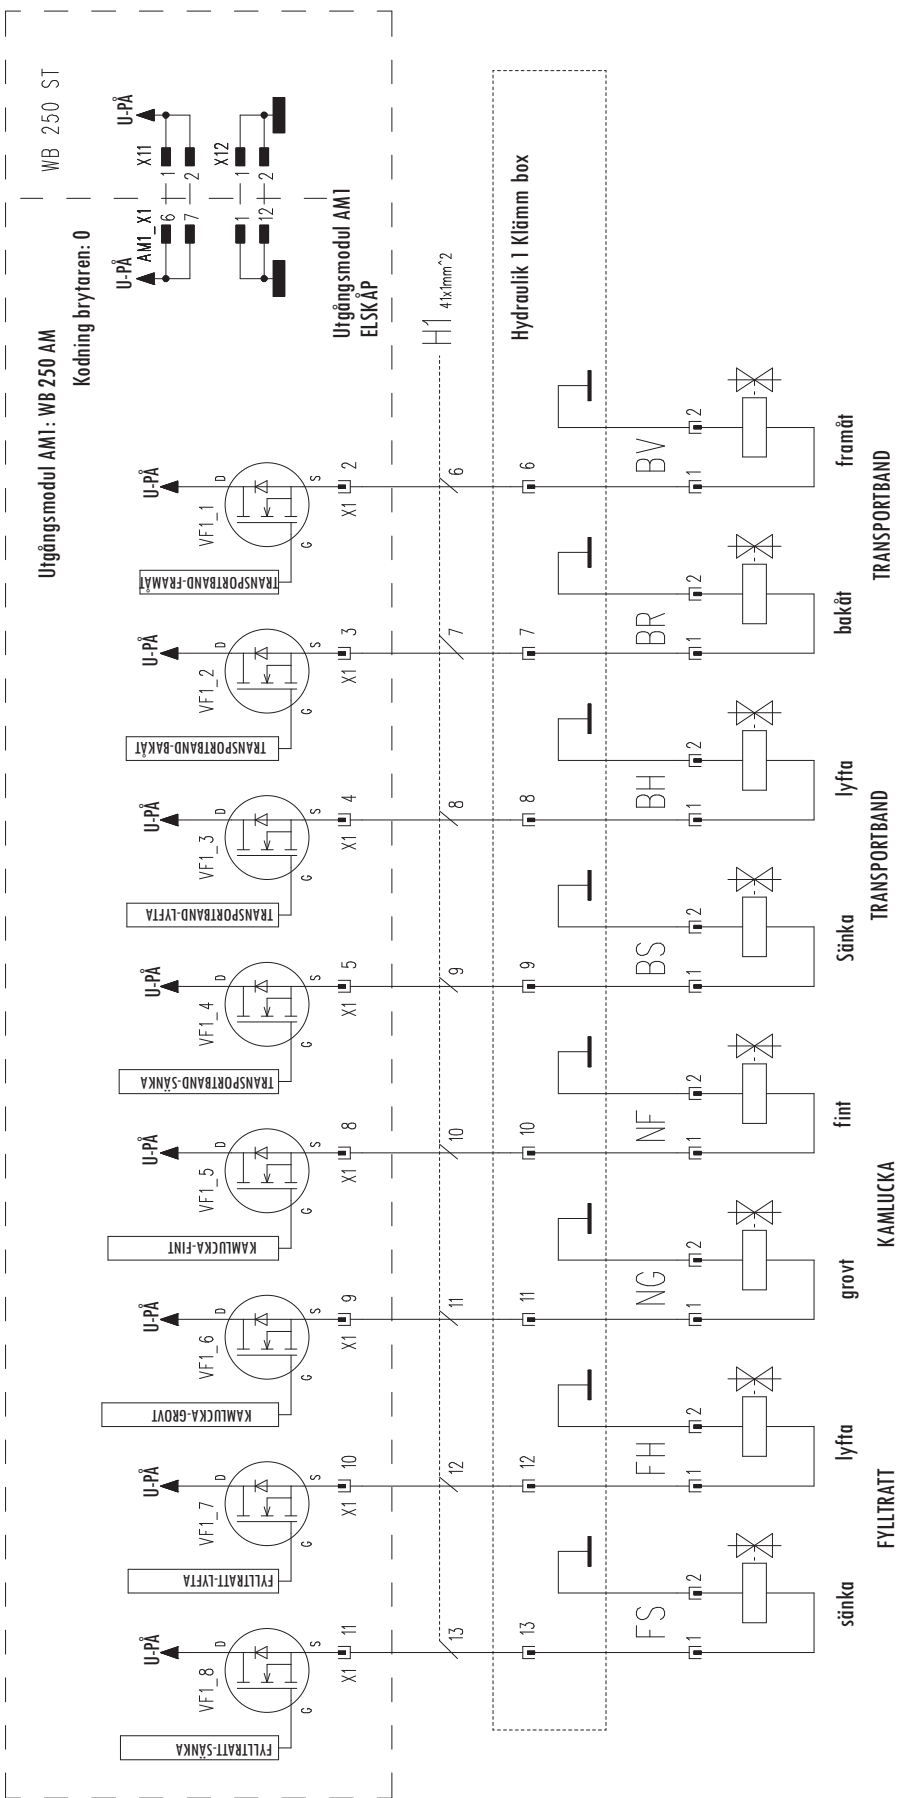 WB 250 ST
U-PÅ
X11
1
2
X12
1
2
U-PÅ
AM1_X1
6
7
1
12
Utgångsmodul AM1: WB 250 AM
Kodning brytaren: 0
Utgångsmodul AM1
ELSKÅP
H1 41x1mm^2
Hydraulik 1 Klämm box
FYLLTRATT-SÄNKA
VF1_8
U-PÅ
D
S
G
X1
11
13
13
FS
1
2
sänka
FYLLTRATT-LYFTA
VF1_7
U-PÅ
D
S
G
X1
10
12
12
FH
1
2
lyfta
FYLLTRATT
KAMLUCKA-GROVT
VF1_6
U-PÅ
D
S
G
X1
9
11
11
NG
1
2
grovt
KAMLUCKA-FINT
VF1_5
U-PÅ
D
S
G
X1
8
10
10
NF
1
2
fint
KAMLUCKA
TRANSPORTBAND-SÄNKA
VF1_4
U-PÅ
D
S
G
X1
5
9
9
BS
1
2
Sänka
TRANSPORTBAND-LYFTA
VF1_3
U-PÅ
D
S
G
X1
4
8
8
BH
1
2
lyfta
TRANSPORTBAND
TRANSPORTBAND-BAKÅT
VF1_2
U-PÅ
D
S
G
X1
3
7
7
BR
1
2
bakåt
TRANSPORTBAND-FRAMÅT
VF1_1
U-PÅ
D
S
G
X1
2
6
6
BV
1
2
framåt
TRANSPORTBAND